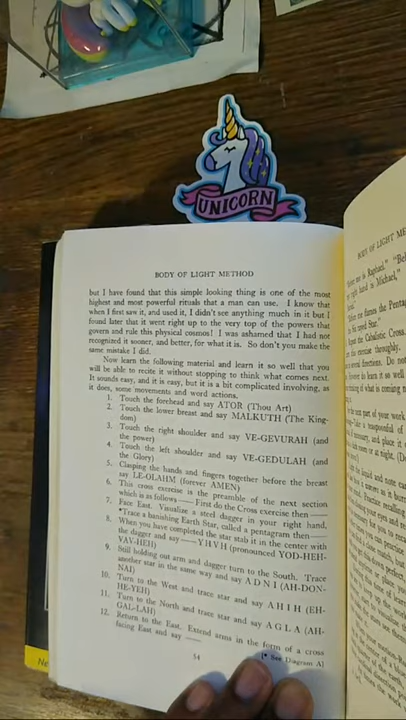 UNICORN
BODY OF LIGHT METHOD
but I have found that this simple looking thing is one of the most
highest and most powerful rituals that a man can use. I know that
when I first saw it, and used it, I didn't see anything much in it but I
found later that it went right up to the very top of the powers that
govern and rule this physical cosmos! I was ashamed that I had not
recognized it sooner, and better, for what it is. So don't you make the
same mistake I did.
Now learn the following material and learn it so well that you
will be able to recite it without stopping to think what comes next.
It sounds easy, and it is easy, but it is a bit complicated involving, as
it does, some movements and word actions.
1. Touch the forehead and say ATOR (Thou Art)
2. Touch the lower breast and say MALKUTH (The King-
dom)
3. Touch the right shoulder and say VE-GEVURAH (and
the power)
4. Touch the left shoulder and say VE-GEDULAH (and
the Glory)
5. Clasping the hands and fingers together before the breast
say LE-OLAHM (forever AMEN)
6. This cross exercise is the preamble of the next section
which is as follows — First do the Cross exercise then —
7. Face East. Visualize a steel dagger in your right hand,
*Trace a banishing Earth Star, called a pentagram then —
8. When you have completed the star stab it in the center with
the dagger and say — Y H V H (pronounced YOD-HEH-
VAV-HEH)
9. Still holding out arm and dagger turn to the South. Trace
another star in the same way and say A D N I (AH-DON-
NAI)
10. Turn to the West and trace star and say A H I H (EH-
HE-YEH)
11. Turn to the North and trace star and say A G L A (AH-
GAL-LAH)
12. Return to the East. Extend arms in the form of a cross
facing East and say —
54
[* See Diagram A]
BODY OF LIGHT ME